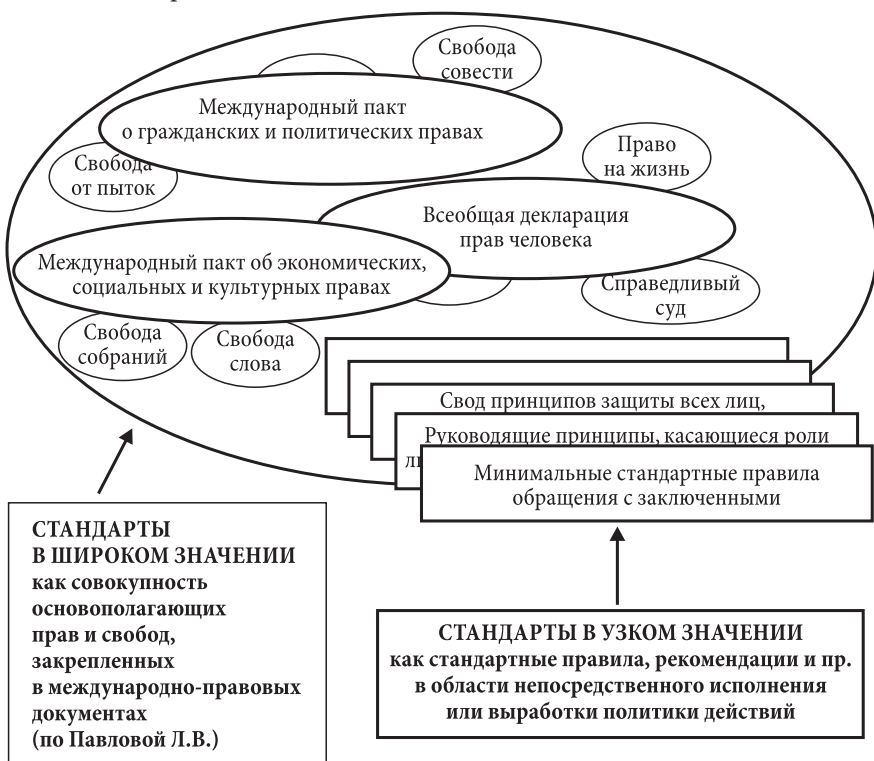 Свобода
совести
Международный пакт
о гражданских и политических правах
Право
на жизнь
Свобода
от пыток
Всеобщая декларация
прав человека
Международный пакт об экономических,
социальных и культурных правах
Справедливый
суд
Свобода
собраний
Свобода
слова
Свод принципов защиты всех лиц,
Руководящие принципы, касающиеся роли
Минимальные стандартные правила
обращения с заключенными
СТАНДАРТЫ
В ШИРОКОМ ЗНАЧЕНИИ
как совокупность
основополагающих
прав и свобод,
закрепленных
в международно-правовых
документах
(по Павловой Л.В.)
СТАНДАРТЫ В УЗКОМ ЗНАЧЕНИИ
как стандартные правила, рекомендации и пр.
в области непосредственного исполнения
или выработки политики действий